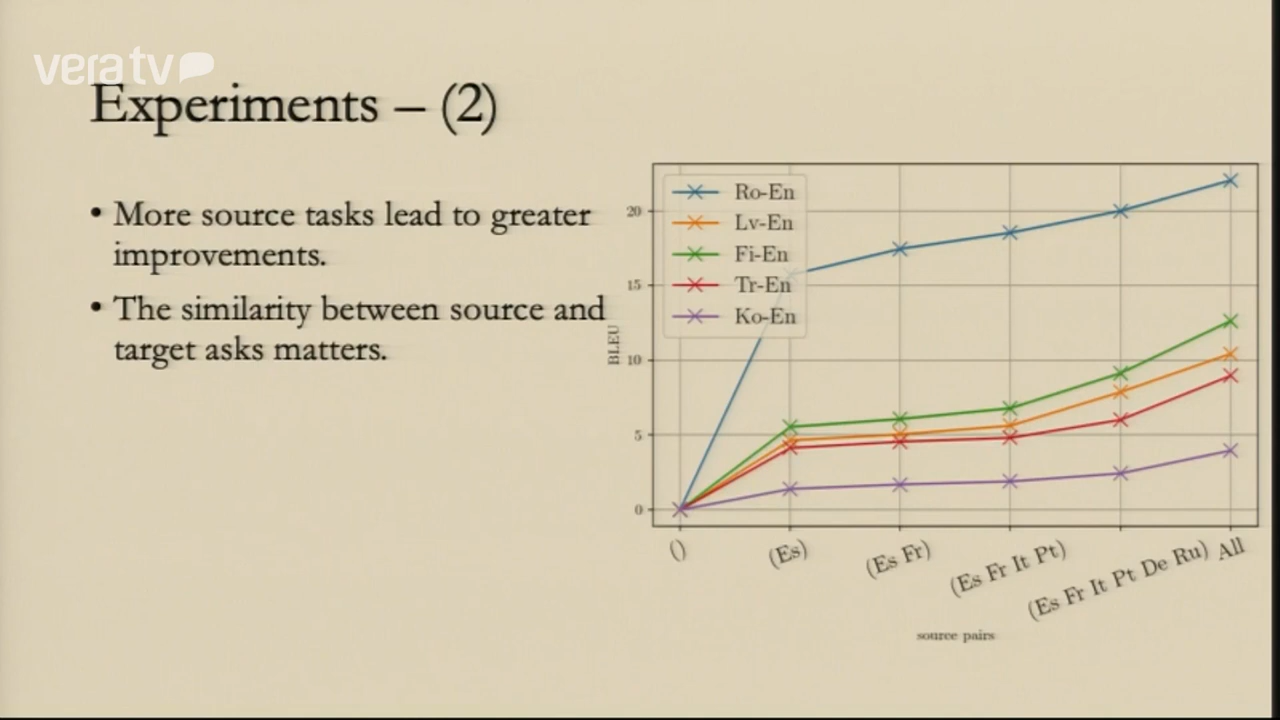 vera tv
Experiments – (2)
• More source tasks lead to greater
improvements.
• The similarity between source and
target asks matters.
Ro-En
Lv-En
Fi-En
Tr-En
Ko-En
20
15
10
5
0
BLEU
()
(Es)
(Es Fr)
(Es Fr It Pt)
(Es Fr It Pt De Ru)
All
source pairs